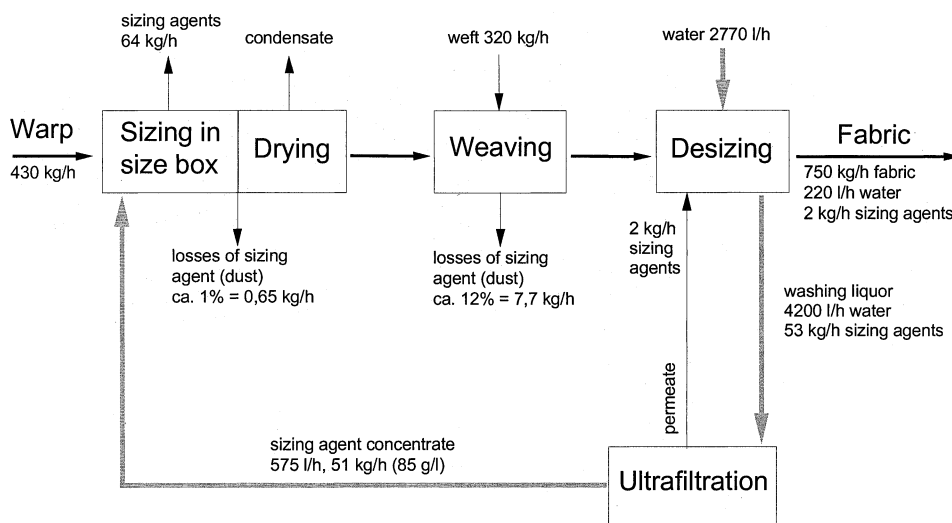 sizing agents
64 kg/h
condensate
weft 320 kg/h
water 2770 l/h
Warp
430 kg/h
Sizing in
size box
Drying
Weaving
Desizing
Fabric
750 kg/h fabric
220 l/h water
2 kg/h sizing agents
losses of sizing
agent (dust)
ca. 1% = 0,65 kg/h
losses of sizing
agent (dust)
ca. 12% = 7,7 kg/h
2 kg/h
sizing
agents
washing liquor
4200 l/h water
53 kg/h sizing agents
permeate
sizing agent concentrate
575 l/h, 51 kg/h (85 g/l)
Ultrafiltration